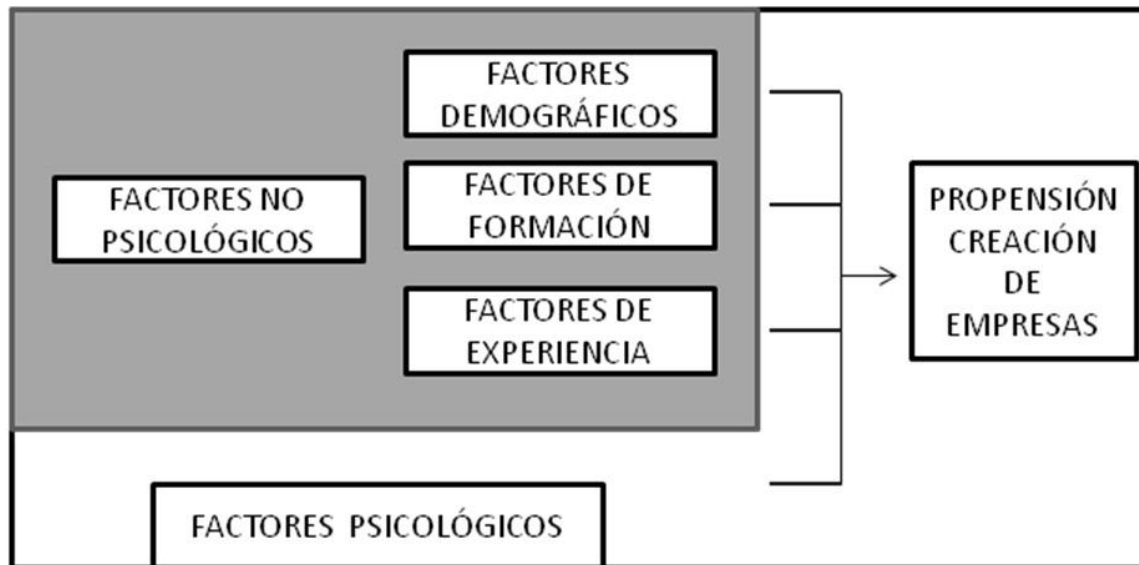 FACTORES
DEMOGRÁFICOS
FACTORES NO
PSICOLÓGICOS
FACTORES DE
FORMACIÓN
FACTORES DE
EXPERIENCIA
PROPENSIÓN
CREACIÓN
DE
EMPRESAS
FACTORES PSICOLÓGICOS